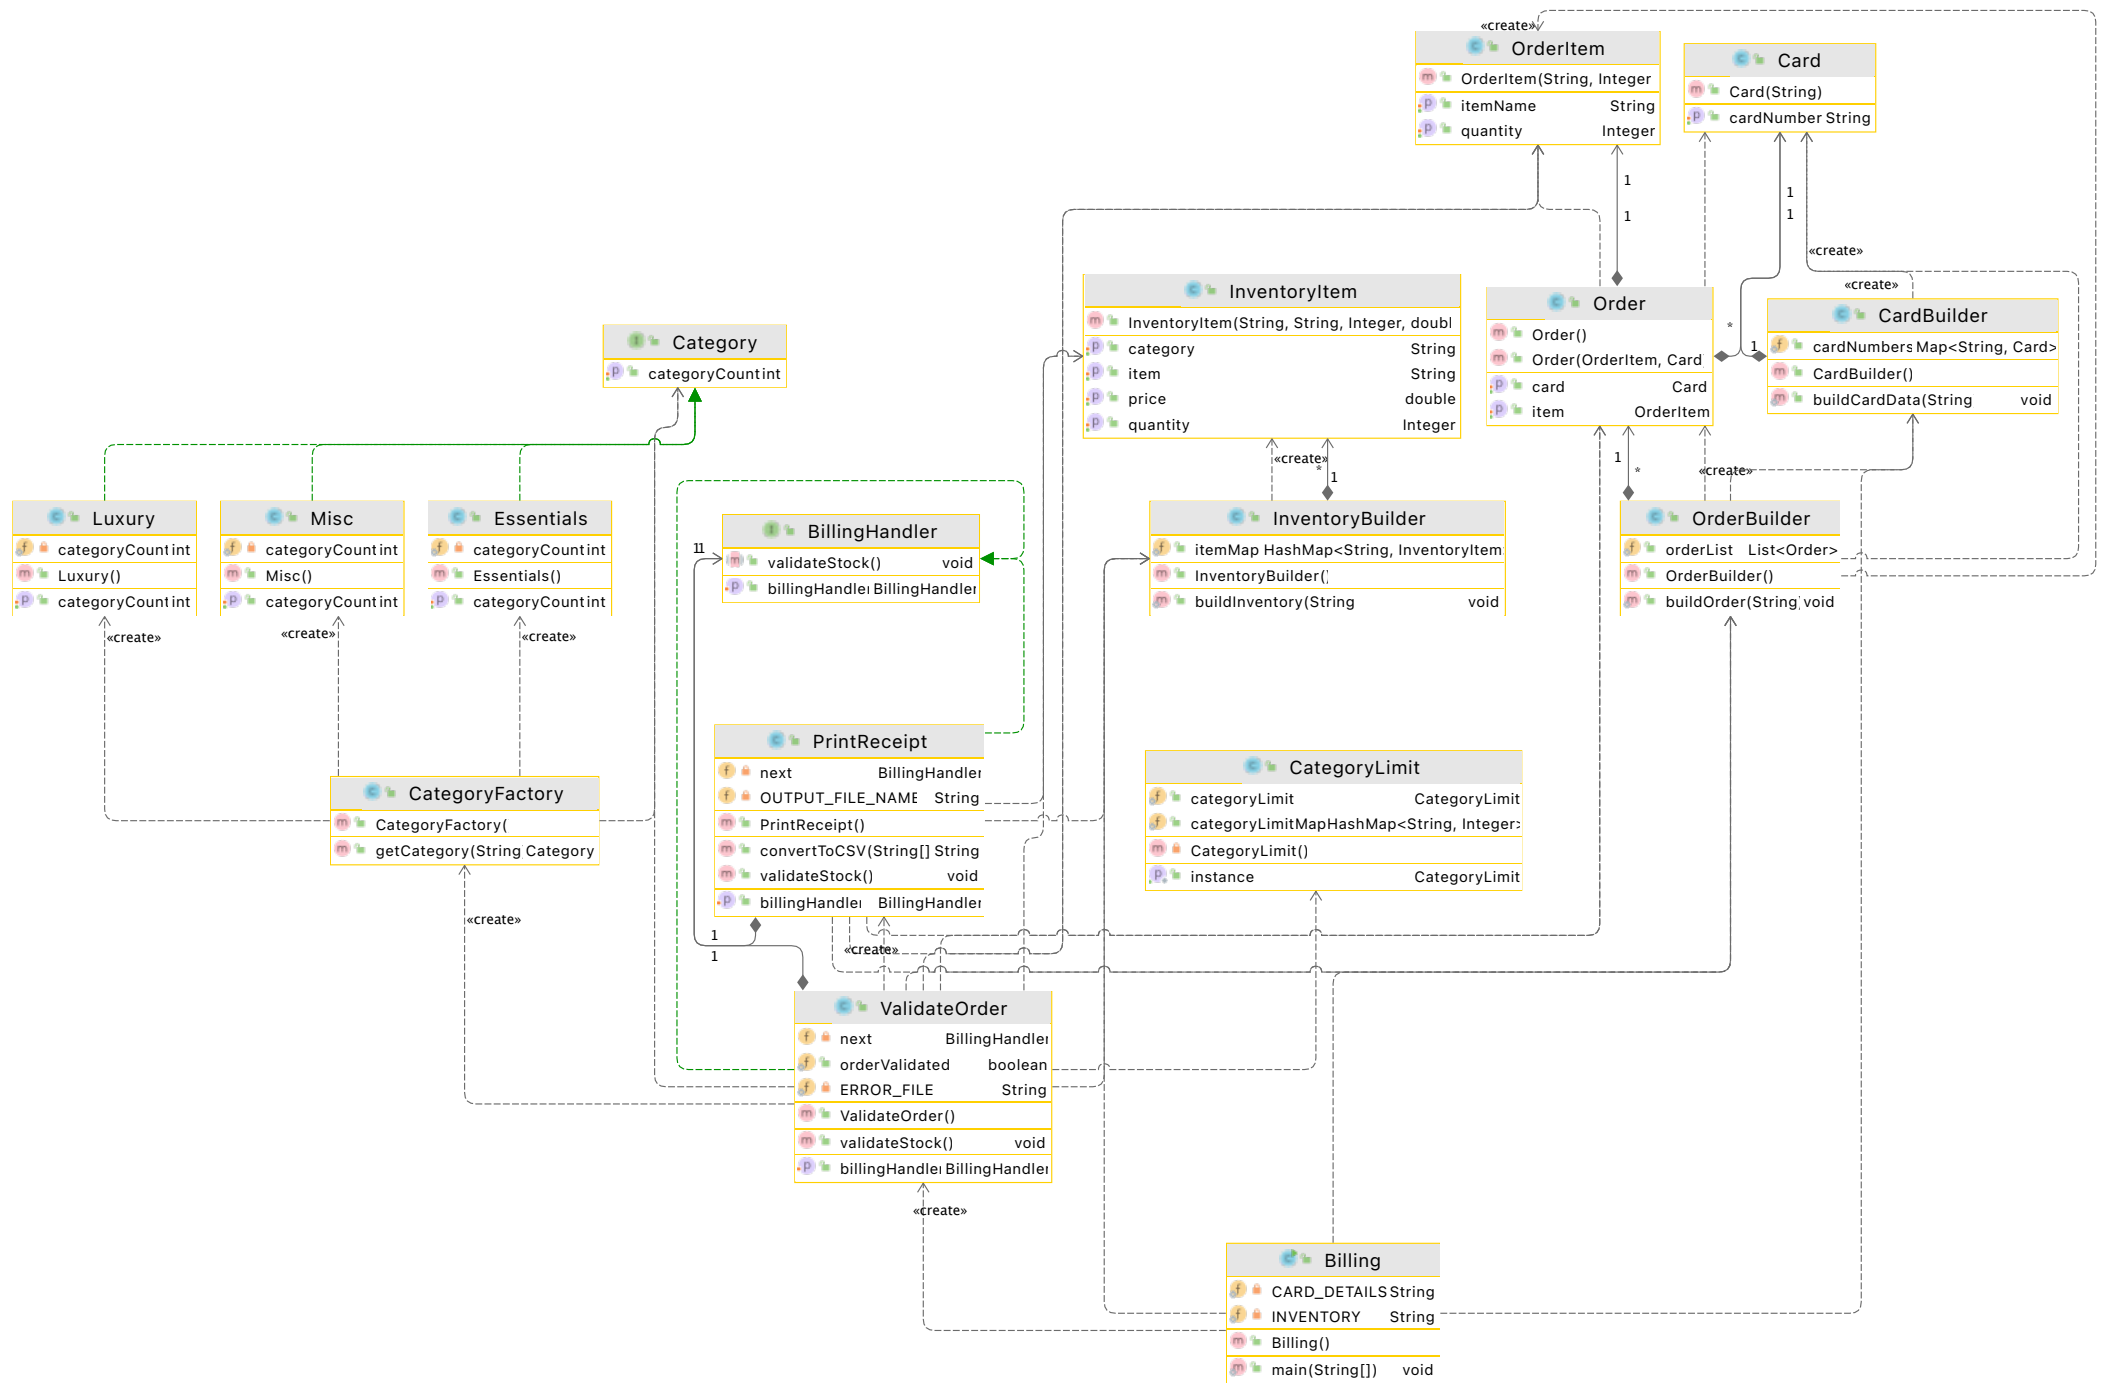 «create»
OrderItem
OrderItem(String, Integer
itemName String
quantity Integer
Card
Card(String)
cardNumber String
1
1
1
1
«create»
«create»
InventoryItem
InventoryItem(String, String, Integer, doubl
category String
item String
price double
quantity Integer
Order
Order()
Order(OrderItem, Card
card Card
item OrderItem
*
1
CardBuilder
cardNumbers Map<String, Card>
CardBuilder()
buildCardData(String void
Category
categoryCount int
«create»
*
1
1
*
«create»
Luxury
categoryCount int
Luxury()
categoryCount int
Misc
categoryCount int
Misc()
categoryCount int
Essentials
categoryCount int
Essentials()
categoryCount int
11
BillingHandler
validateStock() void
billingHandler BillingHandler
InventoryBuilder
itemMap HashMap<String, InventoryItem
InventoryBuilder()
buildInventory(String void
OrderBuilder
orderList List<Order>
OrderBuilder()
buildOrder(String) void
«create»
«create»
«create»
PrintReceipt
next BillingHandler
OUTPUT_FILE_NAME String
PrintReceipt()
convertToCSV(String[] String
validateStock() void
billingHandler BillingHandler
CategoryLimit
categoryLimit CategoryLimit
categoryLimitMap HashMap<String, Integer>
CategoryLimit()
instance CategoryLimit
CategoryFactory
CategoryFactory(
getCategory(String Category
«create»
1
1
«create»
ValidateOrder
next BillingHandler
orderValidated boolean
ERROR_FILE String
ValidateOrder()
validateStock() void
billingHandler BillingHandler
«create»
Billing
CARD_DETAILS String
INVENTORY String
Billing()
main(String[]) void